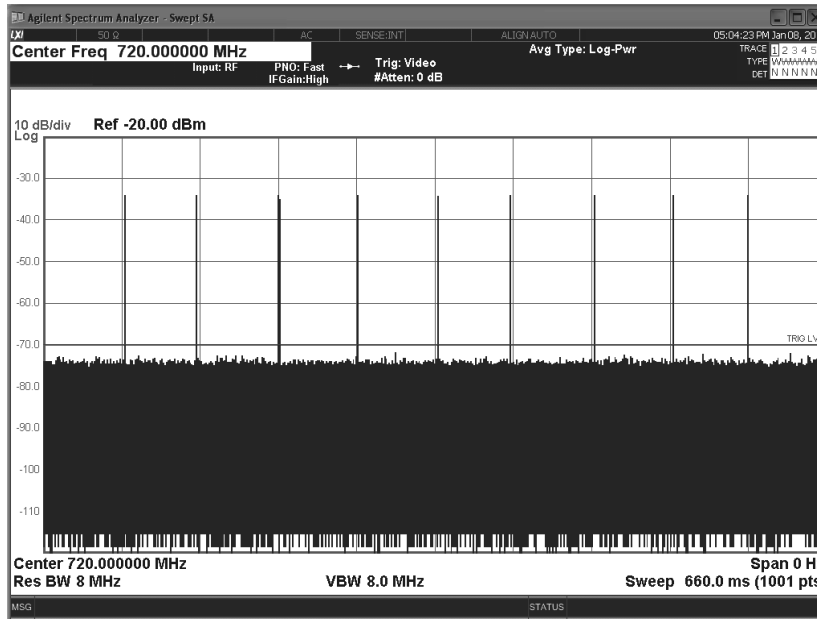 Agilent Spectrum Analyzer - Swept SA
LXI 50 Ω AC SENSE:INT ALIGN AUTO 05:04:23 PM Jan 08, 20
Center Freq 720.000000 MHz Avg Type: Log-Pwr TRACE 1 2 3 4 5
Input: RF PNO: Fast Trig: Video TYPE
IFGain:High #Atten: 0 dB DET N N N N N
10 dB/div Ref -20.00 dBm
Log
-30.0
-40.0
-50.0
-60.0
-70.0 TRIG LV
-80.0
-90.0
-100
-110
Center 720.000000 MHz Span 0 H
Res BW 8 MHz VBW 8.0 MHz Sweep 660.0 ms (1001 pts
MSG STATUS